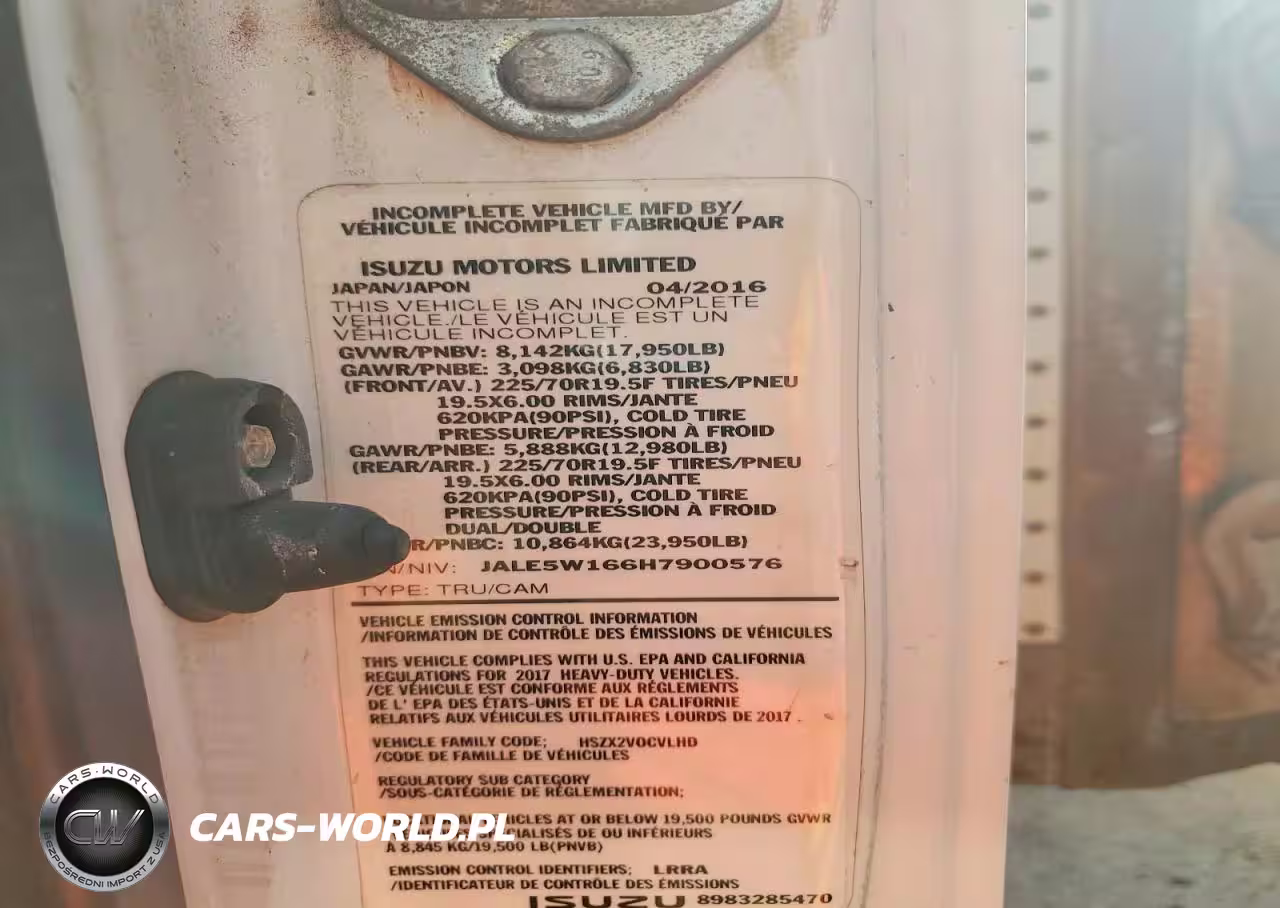 INCOMPLETE VEHICLE MFD BY/
VÉHICULE INCOMPLET FABRIQUÉ PAR
ISUZU MOTORS LIMITED
JAPAN/JAPON 04/2016
THIS VEHICLE IS AN INCOMPLETE
VEHICLE./LE VÉHICULE EST UN
VÉHICULE INCOMPLET.
GVWR/PNBV: 8,142KG(17,950LB)
GAWR/PNBE: 3,098KG(6,830LB)
(FRONT/AV.) 225/70R19.5F TIRES/PNEU
19.5X6.00 RIMS/JANTE
620KPA(90PSI), COLD TIRE
PRESSURE/PRESSION À FROID
GAWR/PNBE: 5,888KG(12,980LB)
(REAR/ARR.) 225/70R19.5F TIRES/PNEU
19.5X6.00 RIMS/JANTE
620KPA(90PSI), COLD TIRE
PRESSURE/PRESSION À FROID
DUAL/DOUBLE
R/PNBC: 10,864KG(23,950LB)
N/NIV: JALE5W166H7900576
TYPE: TRU/CAM
VEHICLE EMISSION CONTROL INFORMATION
/INFORMATION DE CONTRÔLE DES ÉMISSIONS DE VÉHICULES
THIS VEHICLE COMPLIES WITH U.S. EPA AND CALIFORNIA
REGULATIONS FOR 2017 HEAVY-DUTY VEHICLES.
/CE VÉHICULE EST CONFORME AUX RÉGLEMENTS
DE L' EPA DES ÉTATS-UNIS ET DE LA CALIFORNIE
RELATIFS AUX VÉHICULES UTILITAIRES LOURDS DE 2017.
VEHICLE FAMILY CODE; HSZX2VOCVLHD
/CODE DE FAMILLE DE VÉHICULES
REGULATORY SUB CATEGORY
/SOUS-CATÉGORIE DE RÉGLEMENTATION;
AT OR BELOW 19,500 POUNDS GVWR
DE OU INFÉRIEURS
À 8,845 KG/19,500 LB(PNVB)
EMISSION CONTROL IDENTIFIERS; LRRA
/IDENTIFICATEUR DE CONTRÔLE DES ÉMISSIONS
ISUZU 8983285470
CARS-WORLD
CW
BEZPOŚREDNI IMPORT Z USA
CARS-WORLD.PL